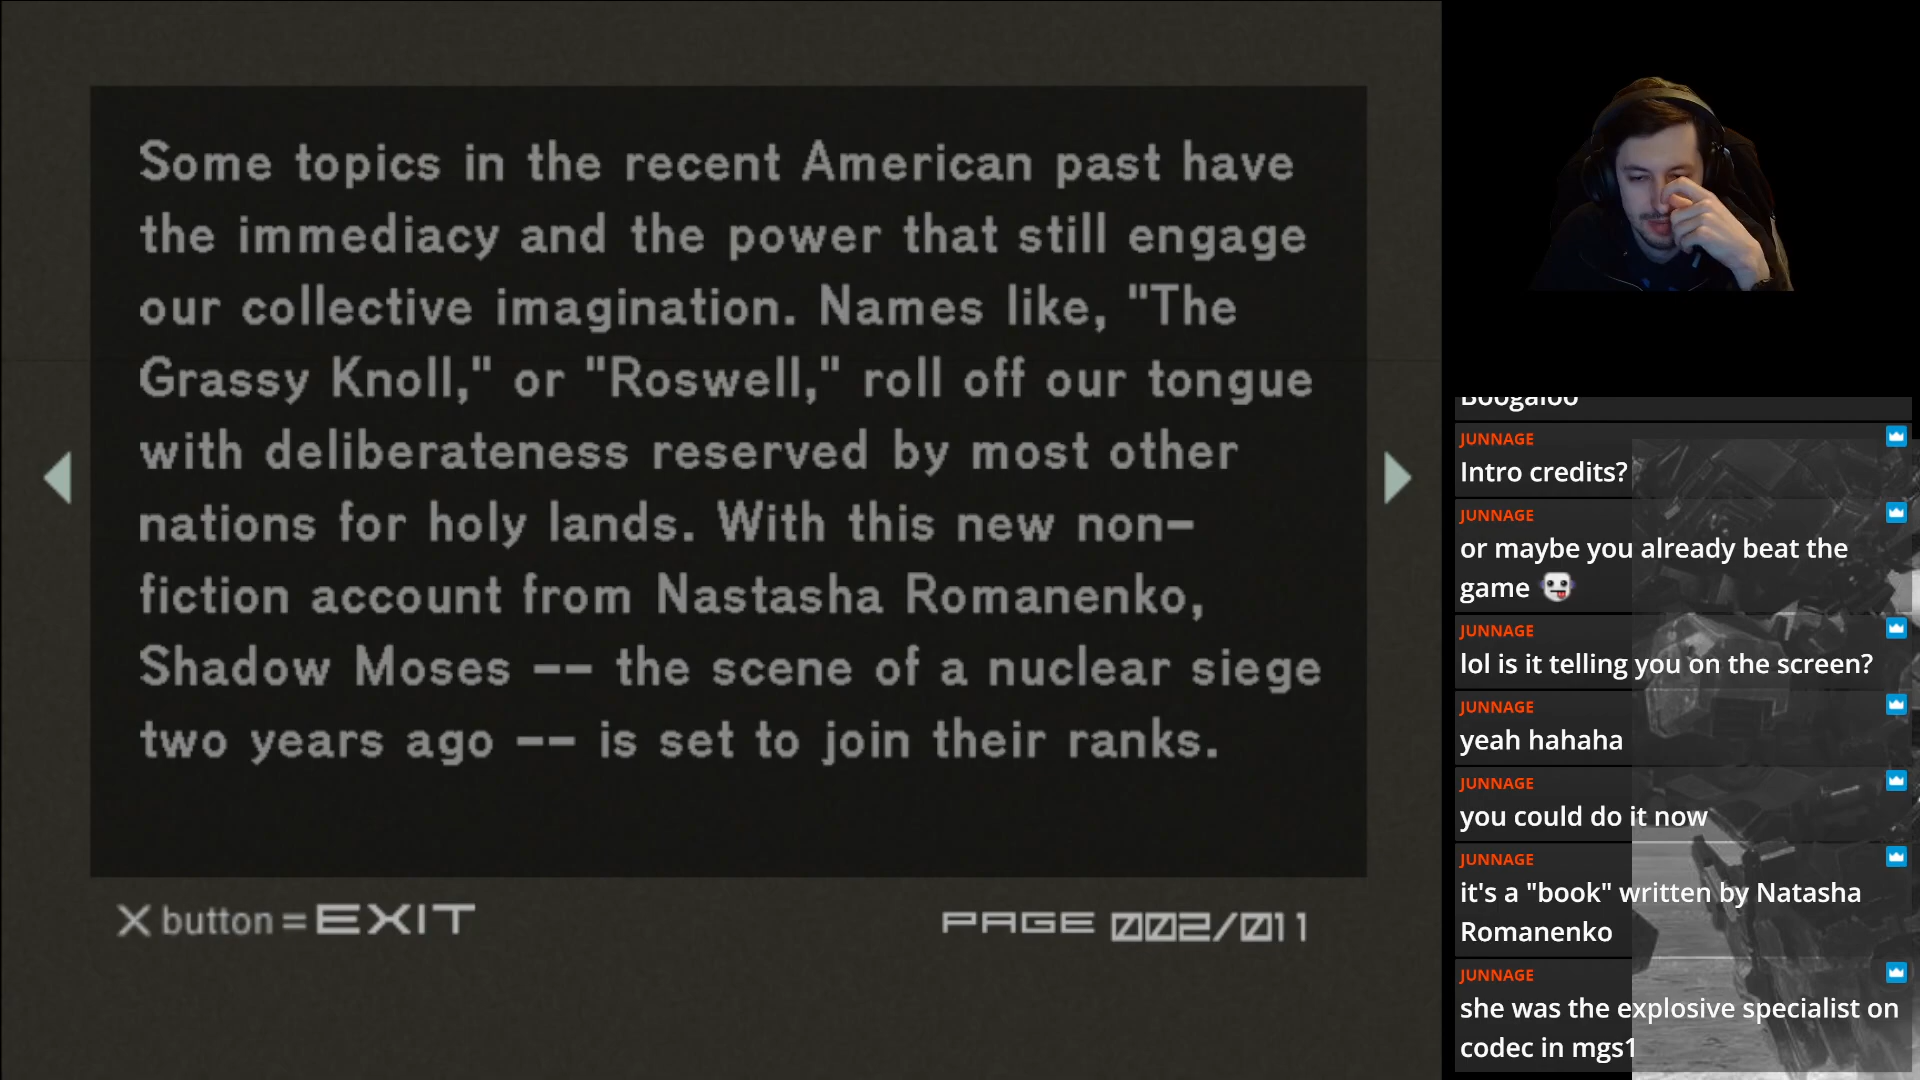 Some topics in the recent American past have
the immediacy and the power that still engage
our collective imagination. Names like, "The
Grassy Knoll," or "Roswell," roll off our tongue
with deliberateness reserved by most other
nations for holy lands. With this new non-
fiction account from Nastasha Romanenko,
Shadow Moses -- the scene of a nuclear siege
two years ago -- is set to join their ranks.
X button = EXIT
PAGE 002/011
Boogaloo
JUNNAGE
Intro credits?
JUNNAGE
or maybe you already beat the
game
JUNNAGE
lol is it telling you on the screen?
JUNNAGE
yeah hahaha
JUNNAGE
you could do it now
JUNNAGE
it's a "book" written by Natasha
Romanenko
JUNNAGE
she was the explosive specialist on
codec in mgs1